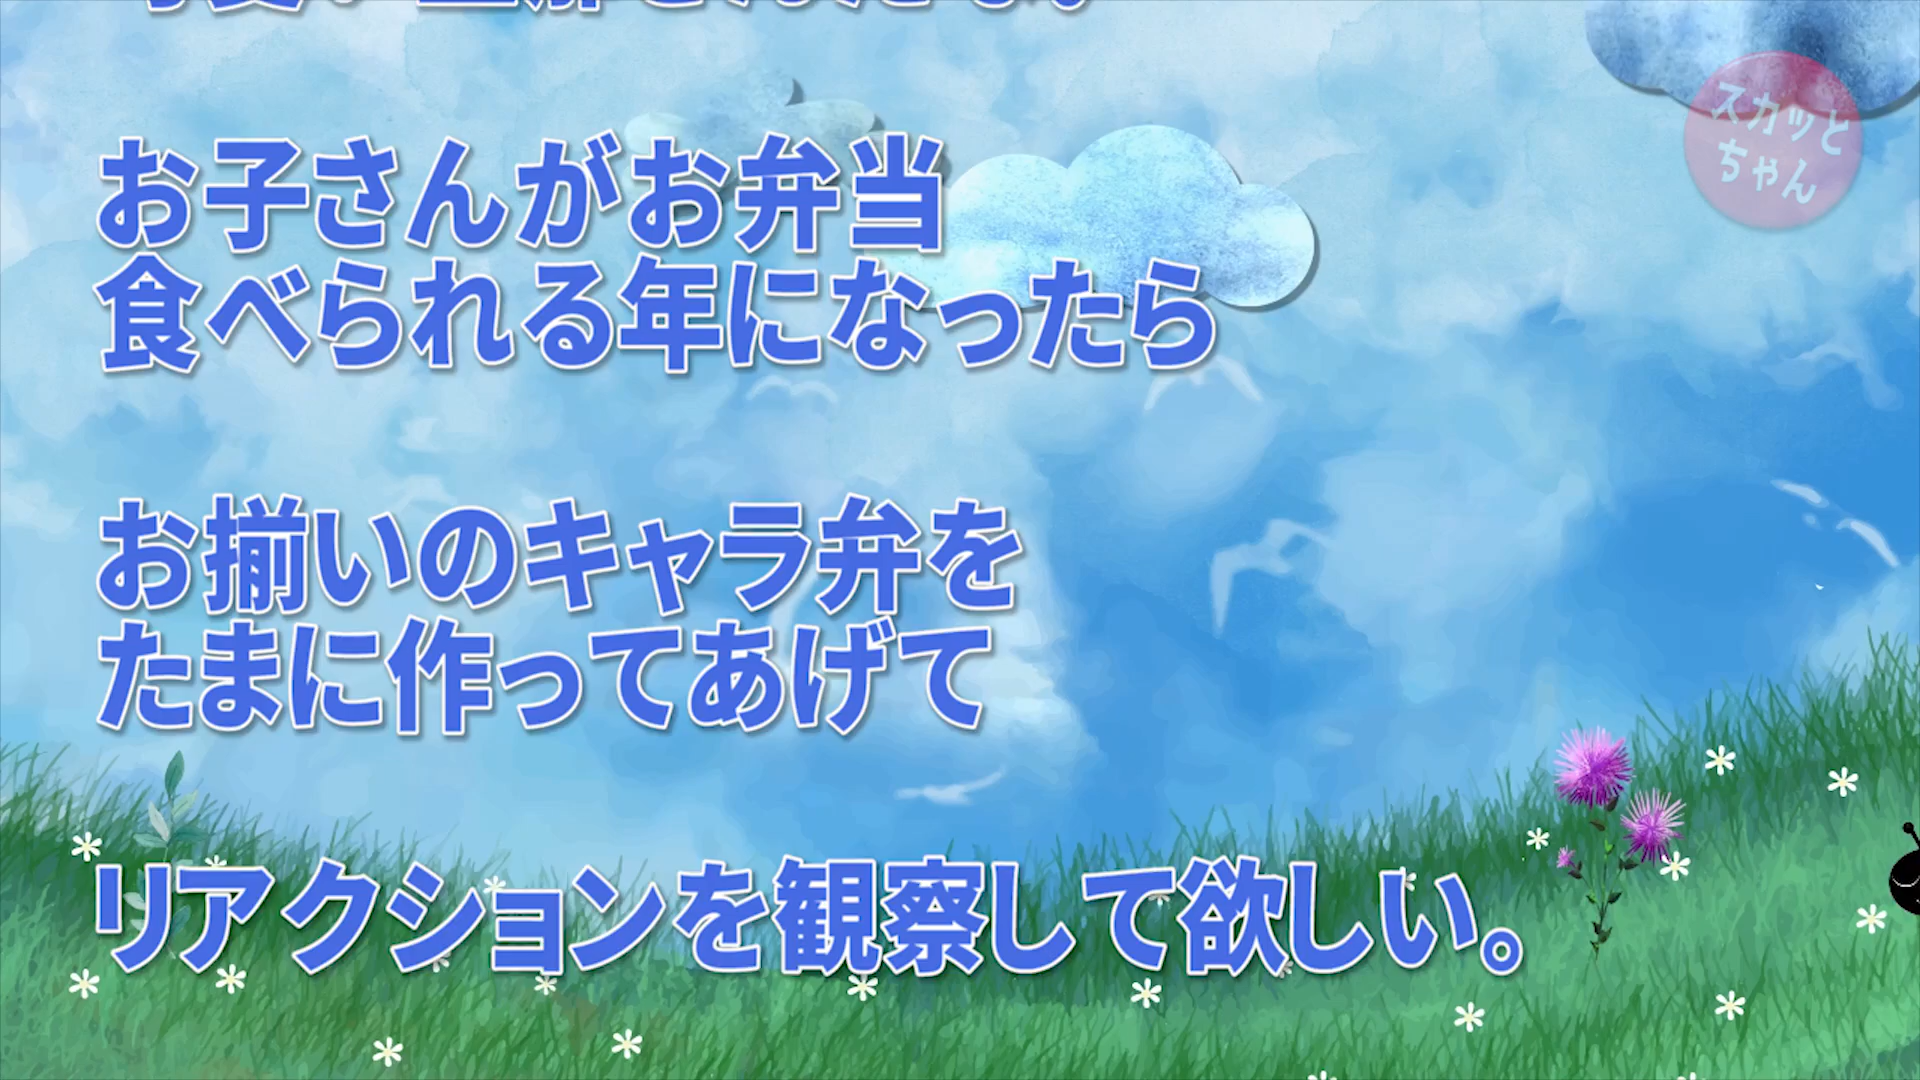 お子さんがお弁当
食べられる年になったら
お揃いのキャラ弁を
たまに作ってあげて
リアクションを観察して欲しい。
スカッと
ちゃん